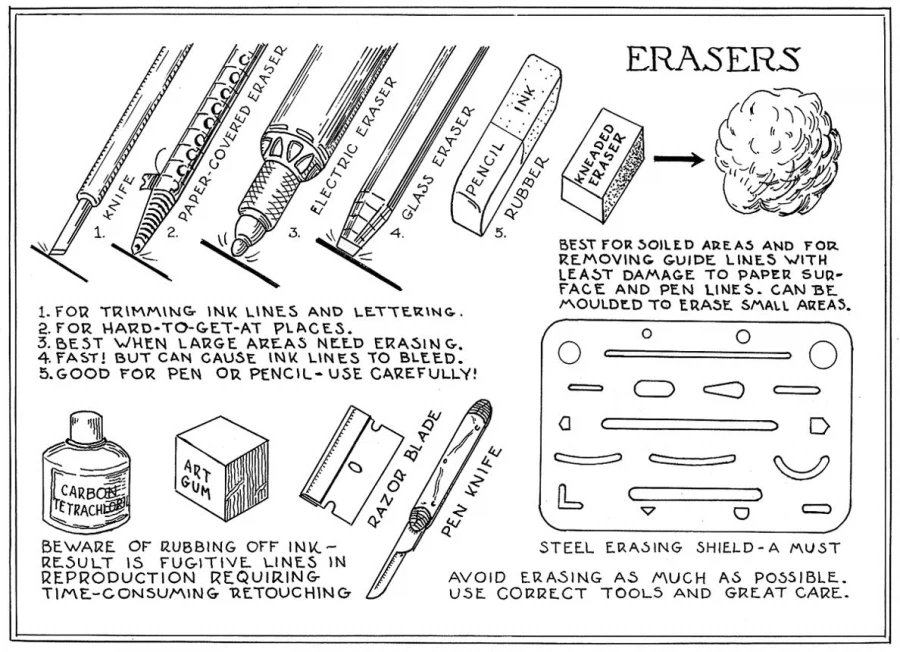 ERASERS
KNIFE
1.
PAPER-COVERED ERASER
2.
ELECTRIC ERASER
3.
GLASS ERASER
4.
PENCIL
INK
RUBBER
5.
KNEADED
ERASER
BEST FOR SOILED AREAS AND FOR
REMOVING GUIDE LINES WITH
LEAST DAMAGE TO PAPER SUR-
FACE AND PEN LINES. CAN BE
MOULDED TO ERASE SMALL AREAS.
1. FOR TRIMMING INK LINES AND LETTERING.
2. FOR HARD-TO-GET-AT PLACES.
3. BEST WHEN LARGE AREAS NEED ERASING.
4. FAST! BUT CAN CAUSE INK LINES TO BLEED.
5. GOOD FOR PEN OR PENCIL - USE CAREFULLY!
CARBON
TETRACHLORI
ART
GUM
RAZOR BLADE
PEN KNIFE
BEWARE OF RUBBING OFF INK -
RESULT IS FUGITIVE LINES IN
REPRODUCTION REQUIRING
TIME-CONSUMING RETOUCHING
STEEL ERASING SHIELD - A MUST
AVOID ERASING AS MUCH AS POSSIBLE.
USE CORRECT TOOLS AND GREAT CARE.